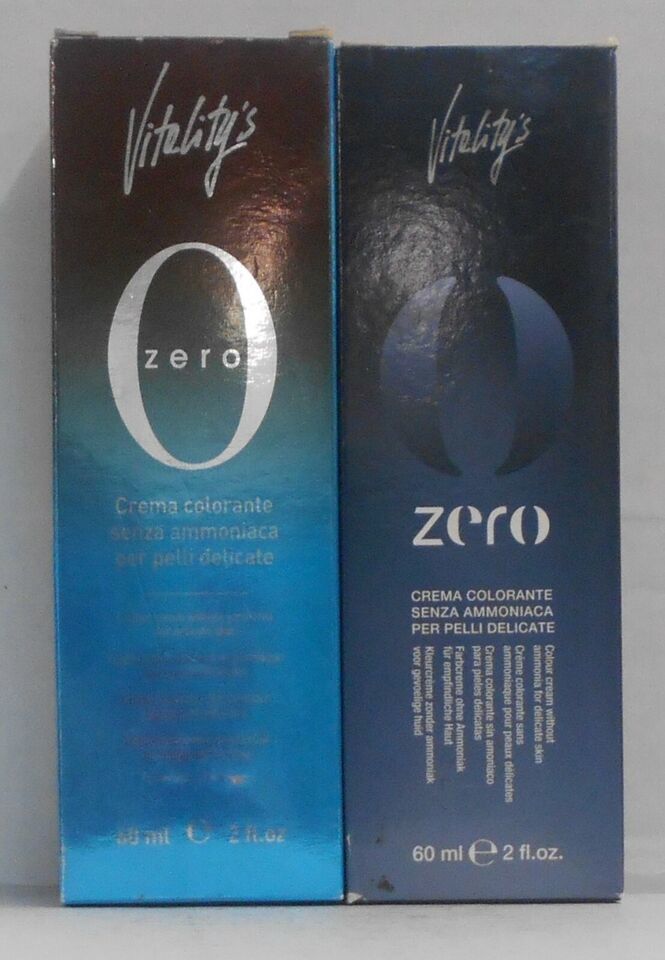 Vitality's
O
zero
Crema colorante
senza ammoniaca
per pelli delicate
60 ml e 2 fl.oz
Vitality's
zero
CREMA COLORANTE
SENZA AMMONIACA
PER PELLI DELICATE
Colour cream without
ammonia for delicate skin
Crème colorante sans
ammoniaque pour peaux délicates
Crema colorante sin amoniaco
para pieles delicadas
Farbcreme ohne Ammoniak
für empfindliche Haut
Kleurcrème zonder ammoniak
voor gevoelige huid
60 ml e 2 fl.oz.